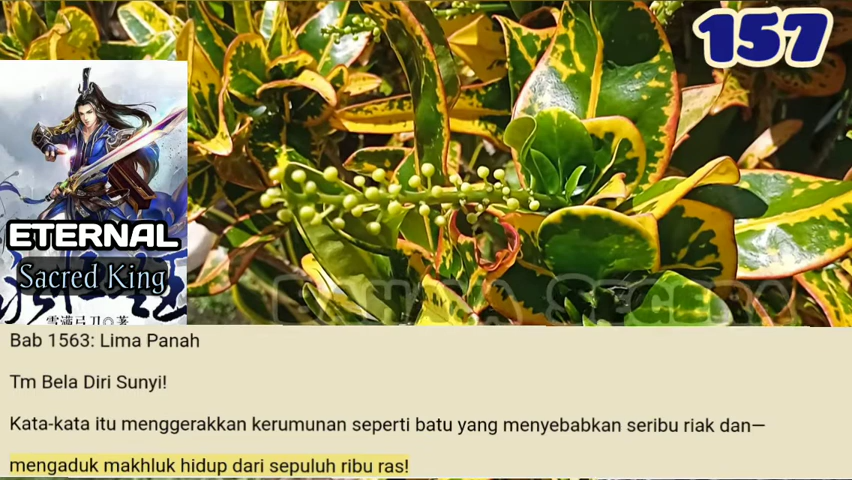 157
ETERNAL
Sacred King
Bab 1563: Lima Panah
Tm Bela Diri Sunyi!
Kata-kata itu menggerakkan kerumunan seperti batu yang menyebabkan seribu riak dan—
mengaduk makhluk hidup dari sepuluh ribu ras!